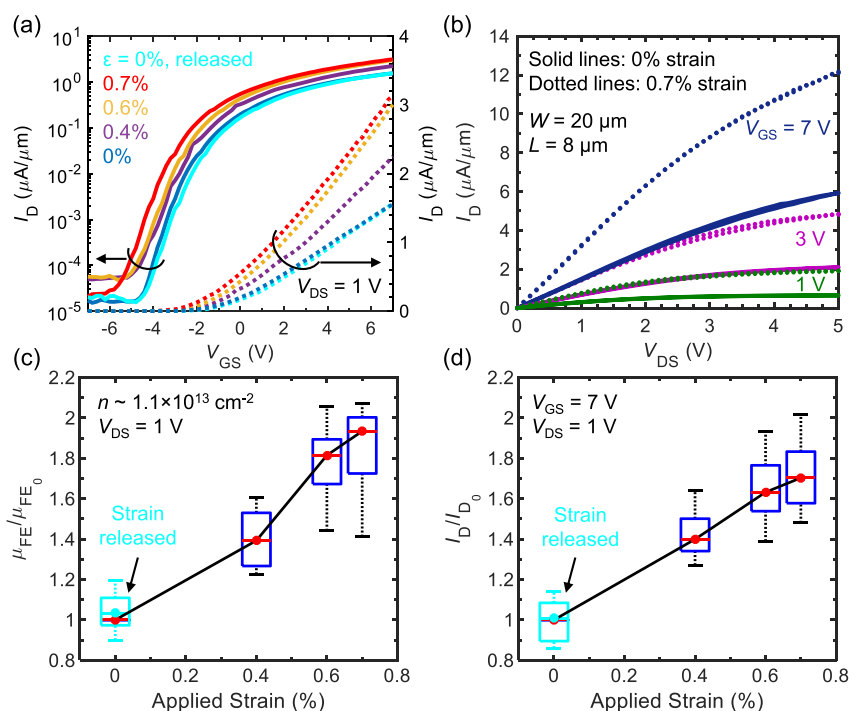 (a)
ε = 0%, released
0.7%
0.6%
0.4%
0%
V_DS = 1 V
10^1
10^0
10^-1
10^-2
10^-3
10^-4
10^-5
I_D (μA/μm)
4
3
2
1
0
I_D (μA/μm)
-6 -4 -2 0 2 4 6
V_GS (V)
(b)
Solid lines: 0% strain
Dotted lines: 0.7% strain
W = 20 μm
L = 8 μm
V_GS = 7 V
3 V
1 V
14
12
10
8
6
4
2
0
I_D (μA/μm)
0 1 2 3 4 5
V_DS (V)
(c)
n ~ 1.1×10^13 cm^-2
V_DS = 1 V
Strain
released
2.2
2
1.8
1.6
1.4
1.2
1
0.8
μ_FE/μ_FE_0
0 0.2 0.4 0.6 0.8
Applied Strain (%)
(d)
V_GS = 7 V
V_DS = 1 V
Strain
released
2.2
2
1.8
1.6
1.4
1.2
1
0.8
I_D/I_D_0
0 0.2 0.4 0.6 0.8
Applied Strain (%)